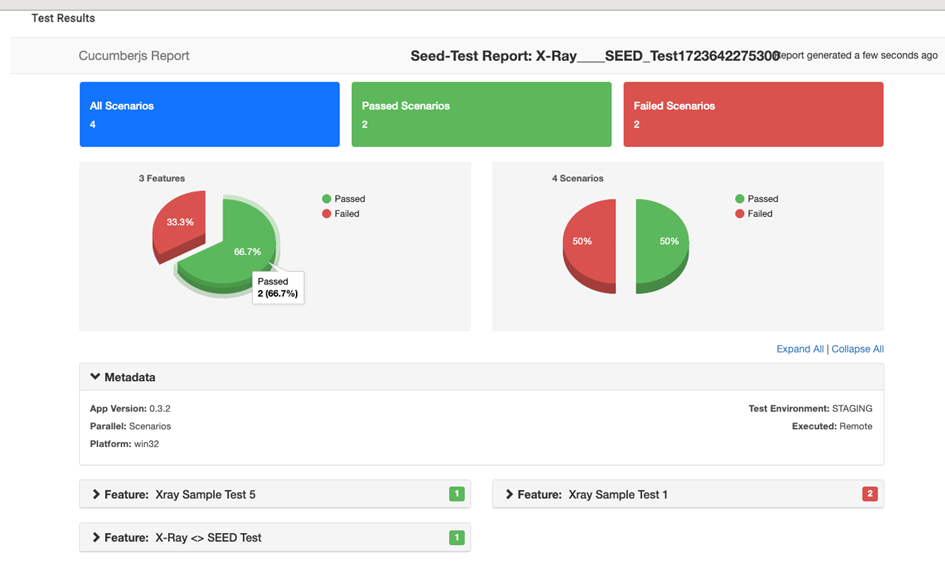 Test Results
Cucumberjs Report
Seed-Test Report: X-Ray____SEED_Test1723642275300
Report generated a few seconds ago
All Scenarios
4
Passed Scenarios
2
Failed Scenarios
2
3 Features
Passed
Failed
33.3%
66.7%
Passed
2 (66.7%)
4 Scenarios
Passed
Failed
50%
50%
Expand All | Collapse All
Metadata
App Version: 0.3.2
Parallel: Scenarios
Platform: win32
Test Environment: STAGING
Executed: Remote
Feature: Xray Sample Test 5 1
Feature: Xray Sample Test 1 2
Feature: X-Ray <> SEED Test 1